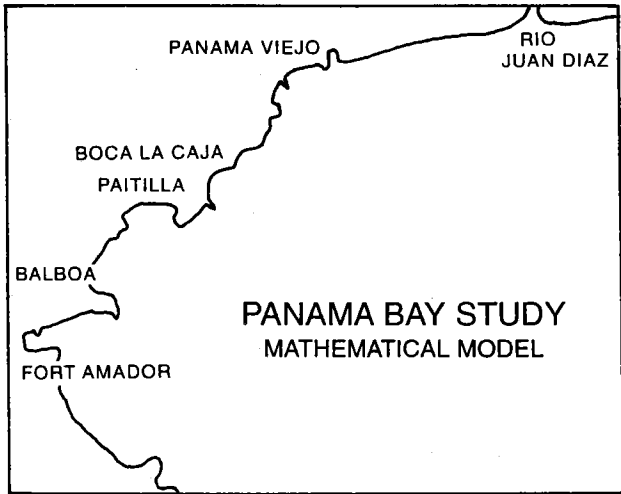 PANAMA VIEJO
RIO
JUAN DIAZ
BOCA LA CAJA
PAITILLA
BALBOA
PANAMA BAY STUDY
MATHEMATICAL MODEL
FORT AMADOR